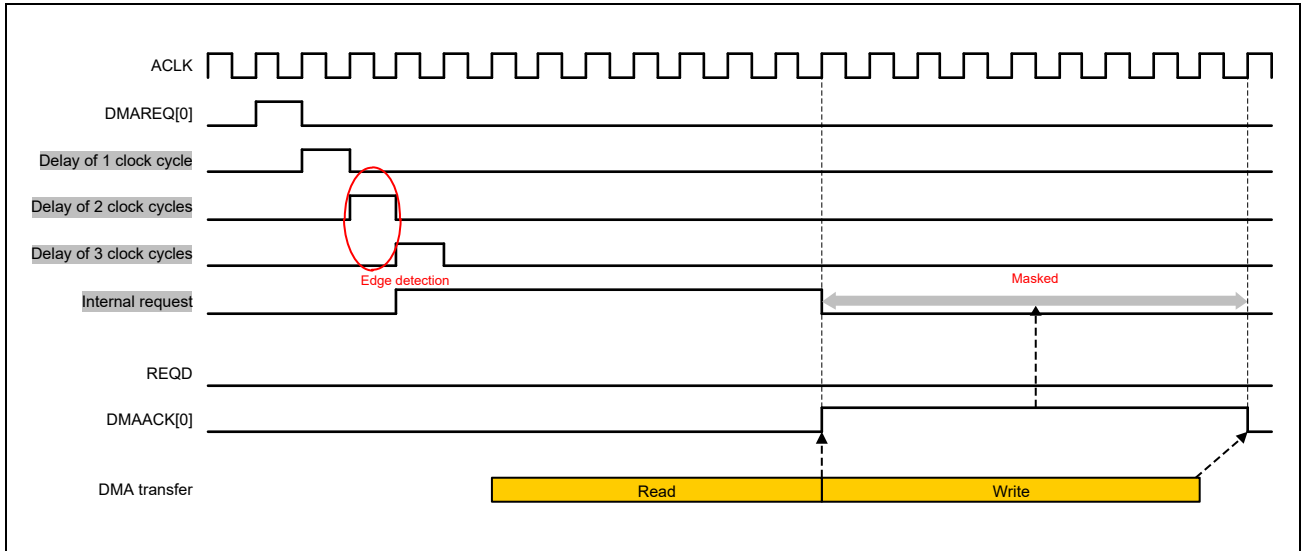 ACLK
DMAREQ[0]
Delay of 1 clock cycle
Delay of 2 clock cycles
Delay of 3 clock cycles
Edge detection
Masked
Internal request
REQD
DMAACK[0]
DMA transfer
Read
Write